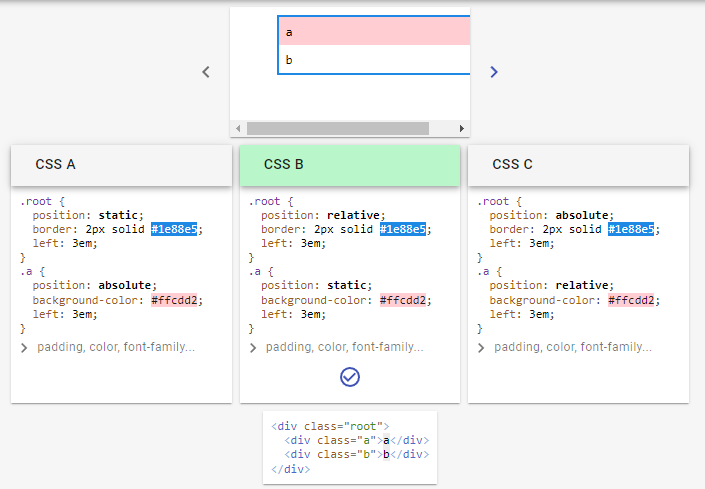 a
b
CSS A
.root {
position: static;
border: 2px solid #1e88e5;
left: 3em;
}
.a {
position: absolute;
background-color: #ffcdd2;
left: 3em;
}
padding, color, font-family...
CSS B
.root {
position: relative;
border: 2px solid #1e88e5;
left: 3em;
}
.a {
position: static;
background-color: #ffcdd2;
left: 3em;
}
padding, color, font-family...
CSS C
.root {
position: absolute;
border: 2px solid #1e88e5;
left: 3em;
}
.a {
position: relative;
background-color: #ffcdd2;
left: 3em;
}
padding, color, font-family...
<div class="root">
<div class="a">a</div>
<div class="b">b</div>
</div>